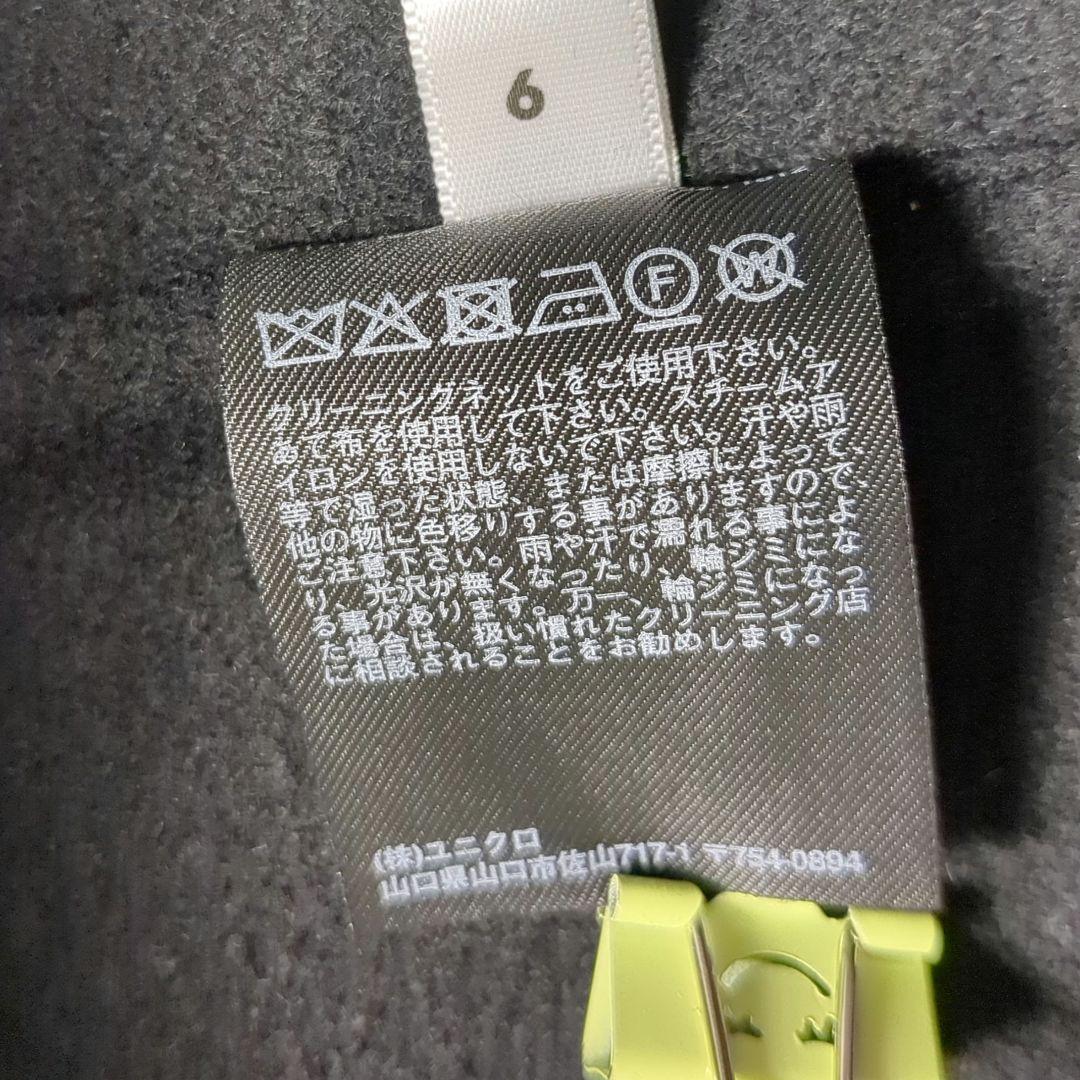 6
F W
クリーニングネットをご使用下さい。
あて布を使用して下さい。スチームア
イロンを使用しないで下さい。汗や雨
等で湿った状態、または摩擦によって
他の物に色移りする事がありますので
ご注意下さい。雨や汗で濡れる事によ
り、光沢が無くなったり、輪ジミにな
る事があります。万一、輪ジミになっ
た場合は、扱い慣れたクリーニング店
に相談されることをお勧めします。
(株)ユニクロ
山口県山口市佐山717-1 〒754-0894